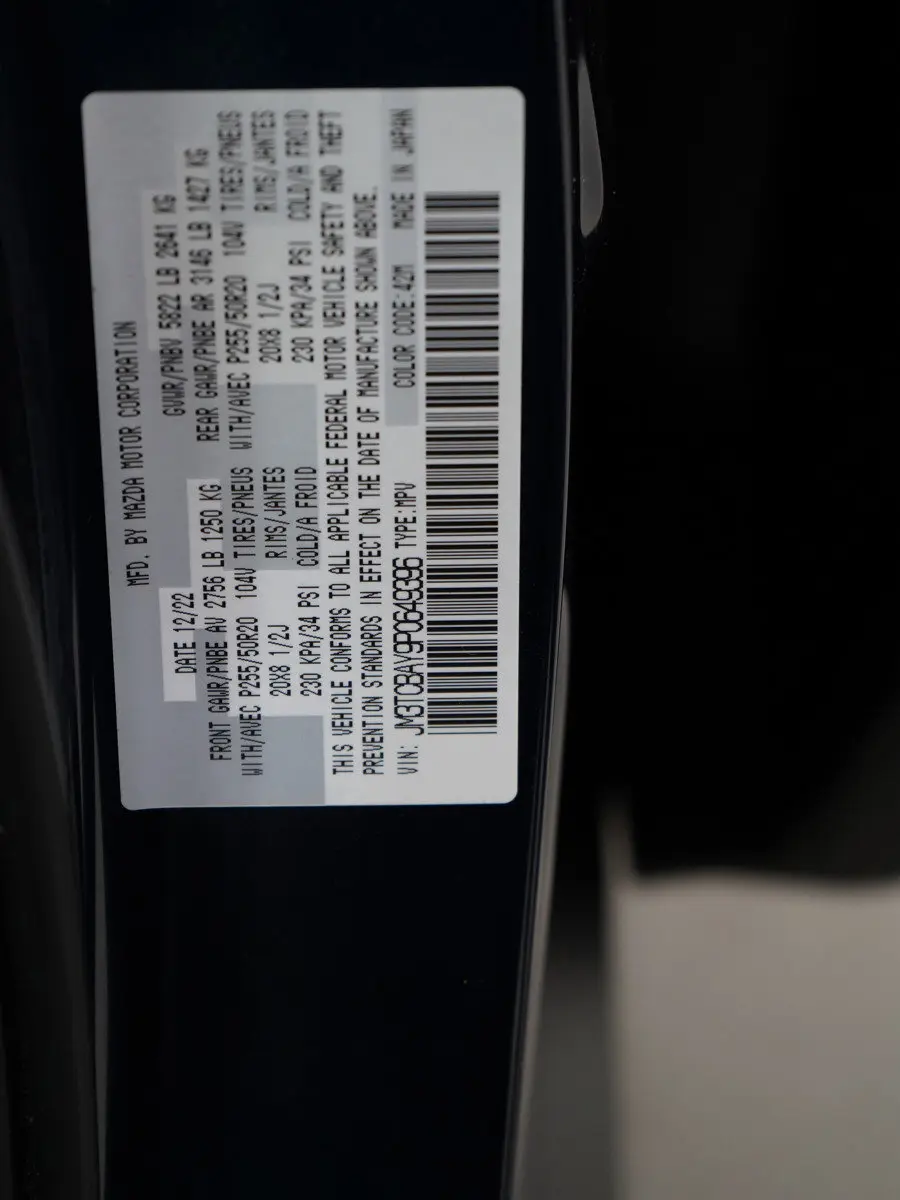 MFD. BY MAZDA MOTOR CORPORATION
DATE 12/22 GVWR/PNBV 5822 LB 2641 KG
FRONT GAWR/PNBE AV 2756 LB 1250 KG REAR GAWR/PNBE AR 3146 LB 1427 KG
WITH/AVEC P255/50R20 104V TIRES/PNEUS WITH/AVEC P255/50R20 104V TIRES/PNEUS
20X8 1/2J RIMS/JANTES 20X8 1/2J RIMS/JANTES
230 KPA/34 PSI COLD/A FROID 230 KPA/34 PSI COLD/A FROID
THIS VEHICLE CONFORMS TO ALL APPLICABLE FEDERAL MOTOR VEHICLE SAFETY AND THEFT
PREVENTION STANDARDS IN EFFECT ON THE DATE OF MANUFACTURE SHOWN ABOVE.
VIN: JM3TCBAY9P0649396 TYPE:MPV COLOR CODE:42M MADE IN JAPAN